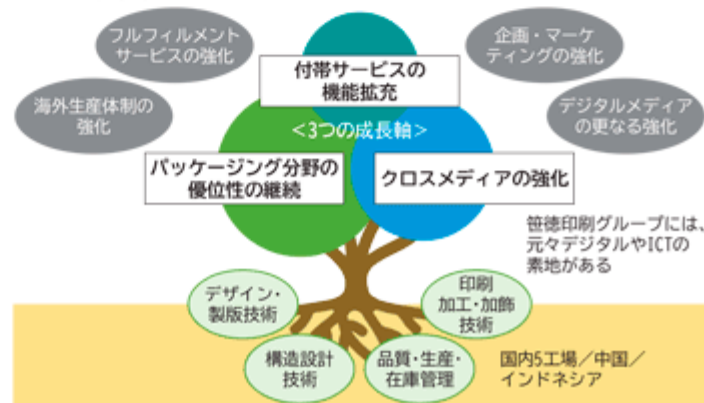 フルフィルメント
サービスの強化
企画・マーケ
ティングの強化
付帯サービスの
機能拡充
海外生産体制の
強化
デジタルメディア
の更なる強化
<3つの成長軸>
パッケージング分野の
優位性の継続
クロスメディアの強化
笹徳印刷グループには、
元々デジタルやICTの
素地がある
デザイン・
製版技術
印刷
加工・加飾
技術
構造設計
技術
品質・生産・
在庫管理
国内5工場／中国／
インドネシア